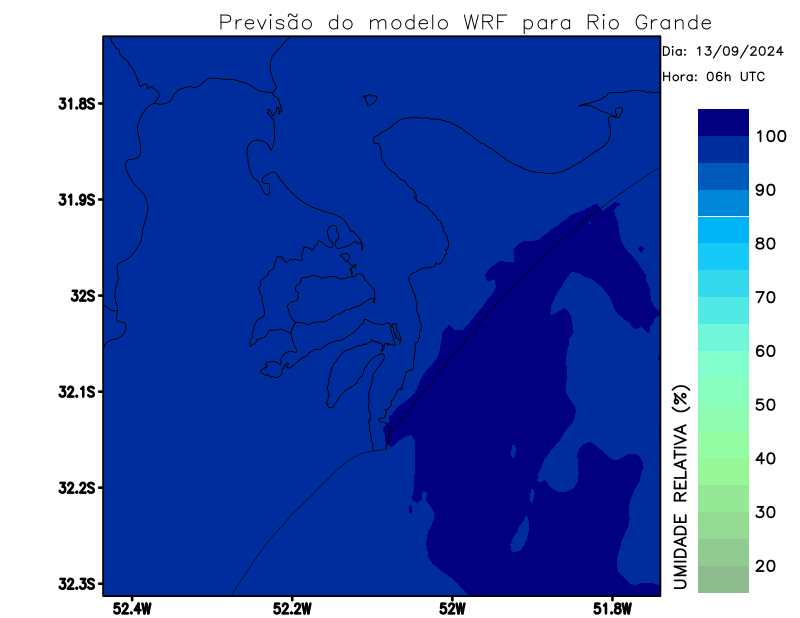 Previsão do modelo WRF para Rio Grande
Dia: 13/09/2024
Hora: 06h UTC
31.8S
31.9S
32S
32.1S
32.2S
32.3S
52.4W
52.2W
52W
51.8W
UMIDADE RELATIVA (%)
100
90
80
70
60
50
40
30
20